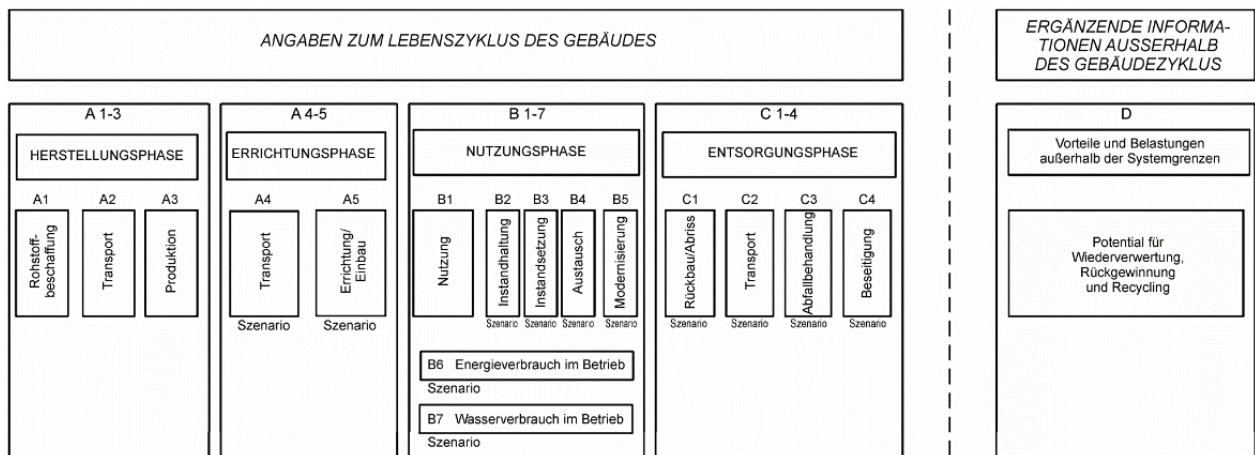 ANGABEN ZUM LEBENSZYKLUS DES GEBÄUDES
ERGÄNZENDE INFORMA-
TIONEN AUSSERHALB
DES GEBÄUDEZYKLUS
A 1-3
HERSTELLUNGSPHASE
A1
A2
A3
Rohstoff-
beschaffung
Transport
Produktion
A 4-5
ERRICHTUNGSPHASE
A4
A5
Transport
Errichtung/
Einbau
Szenario
Szenario
B 1-7
NUTZUNGSPHASE
B1
B2
B3
B4
B5
Nutzung
Instandhaltung
Instandsetzung
Austausch
Modernisierung
Szenario
Szenario
Szenario
Szenario
B6 Energieverbrauch im Betrieb
Szenario
B7 Wasserverbrauch im Betrieb
Szenario
C 1-4
ENTSORGUNGSPHASE
C1
C2
C3
C4
Rückbau/Abriss
Transport
Abfallbehandlung
Beseitigung
Szenario
Szenario
Szenario
Szenario
D
Vorteile und Belastungen
außerhalb der Systemgrenzen
Potential für
Wiederverwertung,
Rückgewinnung
und Recycling